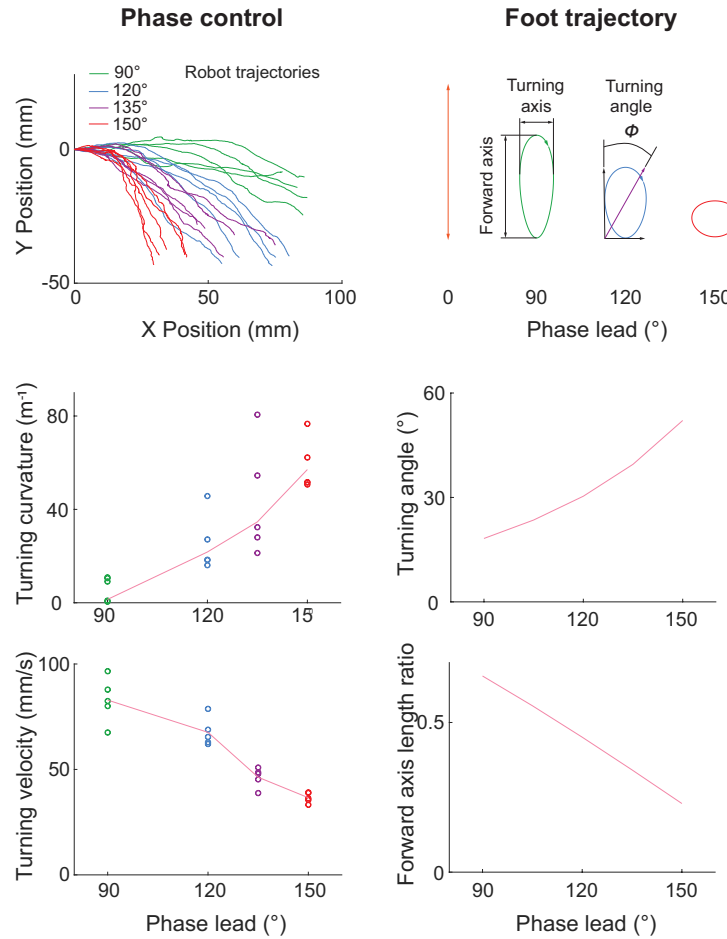 Phase control
Foot trajectory
90°
120°
135°
150°
Robot trajectories
Y Position (mm)
0
-50
0
50
100
X Position (mm)
Turning
axis
Forward axis
Turning
angle
Φ
0
90
120
150
Phase lead (°)
Turning curvature (m⁻¹)
80
40
0
90
120
15
Turning angle (°)
60
30
0
90
120
150
Turning velocity (mm/s)
100
50
0
90
120
150
Phase lead (°)
Forward axis length ratio
0.5
0
90
120
150
Phase lead (°)